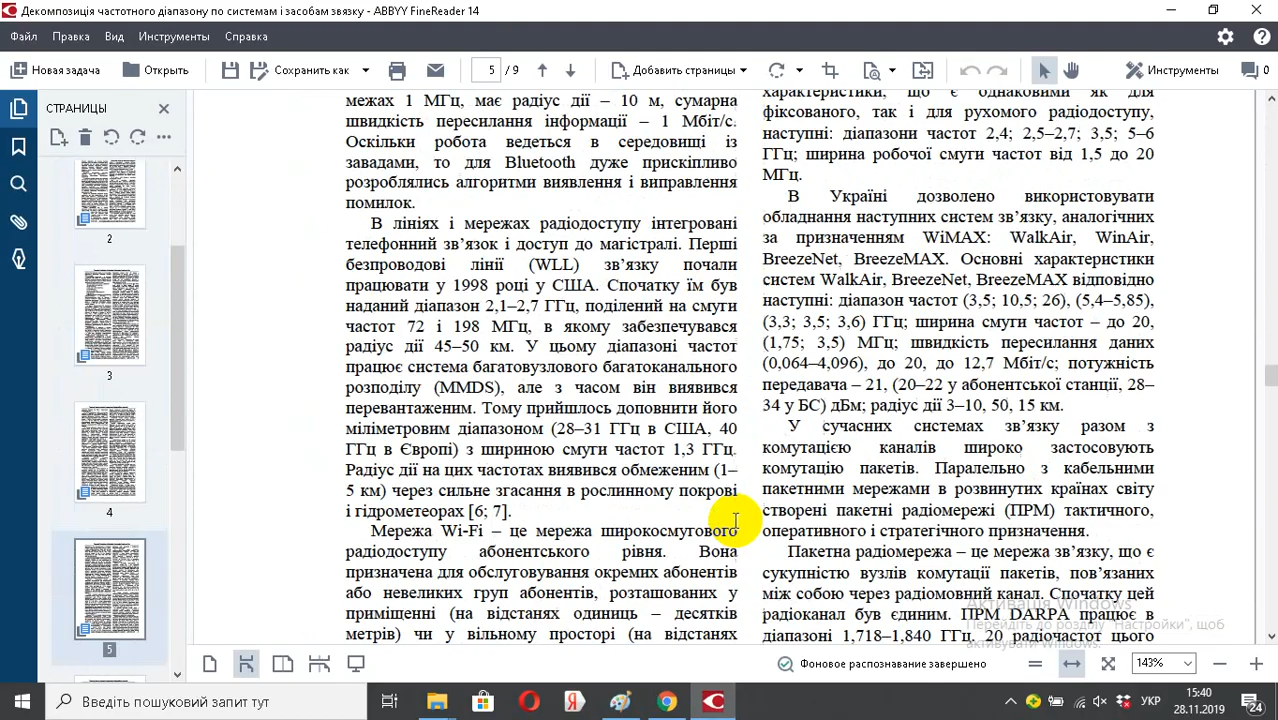 Декомпозиція частотного діапазону по системам і засобам звязку - ABBYY FineReader 14
Файл Правка Вид Инструменты Справка
Новая задача Открыть Сохранить как 5 / 9 Добавить страницы Инструменты 0
СТРАНИЦЫ
2
3
4
5
межах 1 МГц, має радіус дії – 10 м, сумарна
швидкість пересилання інформації – 1 Мбіт/с.
Оскільки робота ведеться в середовищі із
завадами, то для Bluetooth дуже прискіпливо
розроблялись алгоритми виявлення і виправлення
помилок.
В лініях і мережах радіодоступу інтегровані
телефонний зв’язок і доступ до магістралі. Перші
безпроводові лінії (WLL) зв’язку почали
працювати у 1998 році у США. Спочатку їм був
наданий діапазон 2,1–2,7 ГГц, поділений на смуги
частот 72 і 198 МГц, в якому забезпечувався
радіус дії 45–50 км. У цьому діапазоні частот
працює система багатовузлового багатоканального
розподілу (MMDS), але з часом він виявився
перевантаженим. Тому прийшлось доповнити його
міліметровим діапазоном (28–31 ГГц в США, 40
ГГц в Європі) з шириною смуги частот 1,3 ГГц.
Радіус дії на цих частотах виявився обмеженим (1–
5 км) через сильне згасання в рослинному покрові
і гідрометеорах [6; 7].
Мережа Wi-Fi – це мережа широкосмугового
радіодоступу абонентського рівня. Вона
призначена для обслуговування окремих абонентів
або невеликих груп абонентів, розташованих у
приміщенні (на відстанях одиниць – десятків
метрів) чи у вільному просторі (на відстанях
характеристики, що є однаковими як для
фіксованого, так і для рухомого радіодоступу,
наступні: діапазони частот 2,4; 2,5–2,7; 3,5; 5–6
ГГц; ширина робочої смуги частот від 1,5 до 20
МГц.
В Україні дозволено використовувати
обладнання наступних систем зв’язку, аналогічних
за призначенням WiMAX: WalkAir, WinAir,
BreezeNet, BreezeMAX. Основні характеристики
систем WalkAir, BreezeNet, BreezeMAX відповідно
наступні: діапазон частот (3,5; 10,5; 26), (5,4–5,85),
(3,3; 3,5; 3,6) ГГц; ширина смуги частот – до 20,
(1,75; 3,5) МГц; швидкість пересилання даних
(0,064–4,096), до 20, до 12,7 Мбіт/с; потужність
передавача – 21, (20–22 у абонентської станції, 28–
34 у БС) дБм; радіус дії 3–10, 50, 15 км.
У сучасних системах зв’язку разом з
комутацією каналів широко застосовують
комутацію пакетів. Паралельно з кабельними
пакетними мережами в розвинутих країнах світу
створені пакетні радіомережі (ПРМ) тактичного,
оперативного і стратегічного призначення.
Пакетна радіомережа – це мережа зв’язку, що є
сукупністю вузлів комутації пакетів, пов’язаних
між собою через радіомовний канал. Спочатку цей
радіоканал був єдиним. ПРМ DARPA працює в
діапазоні 1,718–1,840 ГГц. 20 радіочастот цього
Активація Windows
Перейдіть до розділу "Настройки", щоб
активувати Windows.
Фоновое распознавание завершено 143%
Введіть пошуковий запит тут
УКР
15:40
28.11.2019
24